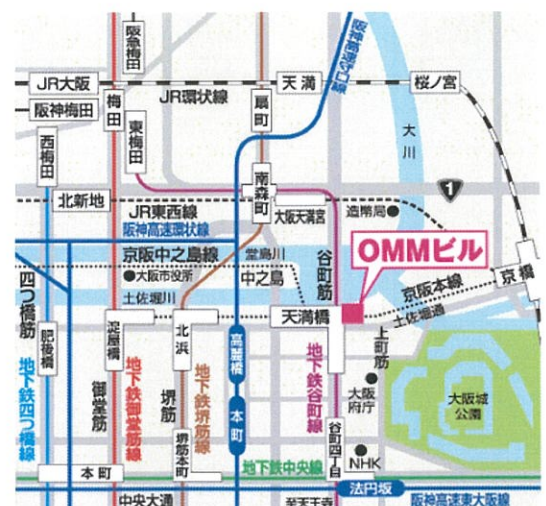 阪急梅田
阪神高速守口線
JR大阪
天満
桜ノ宮
JR環状線
梅田
扇町
阪神梅田
東梅田
西梅田
大川
南森町
1
北新地
JR東西線
大阪天満宮
造幣局
阪神高速環状線
OMMビル
京阪中之島線
堂島川
谷町筋
大阪市役所
中之島
京阪本線
京橋
土佐堀川
四つ橋筋
天満橋
土佐堀通
淀屋橋
北浜
上町筋
肥後橋
高麗橋
地下鉄四つ橋線
御堂筋
地下鉄御堂筋線
堺筋
地下鉄堺筋線
地下鉄谷町線
大阪府庁
大阪城公園
本町
堺筋本町
谷町四丁目
NHK
本町
地下鉄中央線
法円坂
中央大通
至天王寺
阪神高速東大阪線